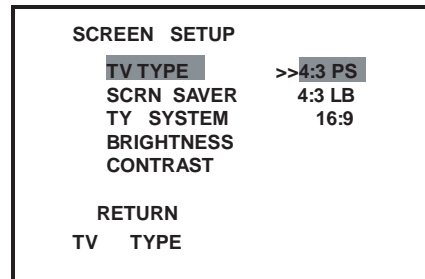 SCREEN SETUP
TV TYPE >>4:3 PS
SCRN SAVER 4:3 LB
TY SYSTEM 16:9
BRIGHTNESS
CONTRAST
RETURN
TV TYPE